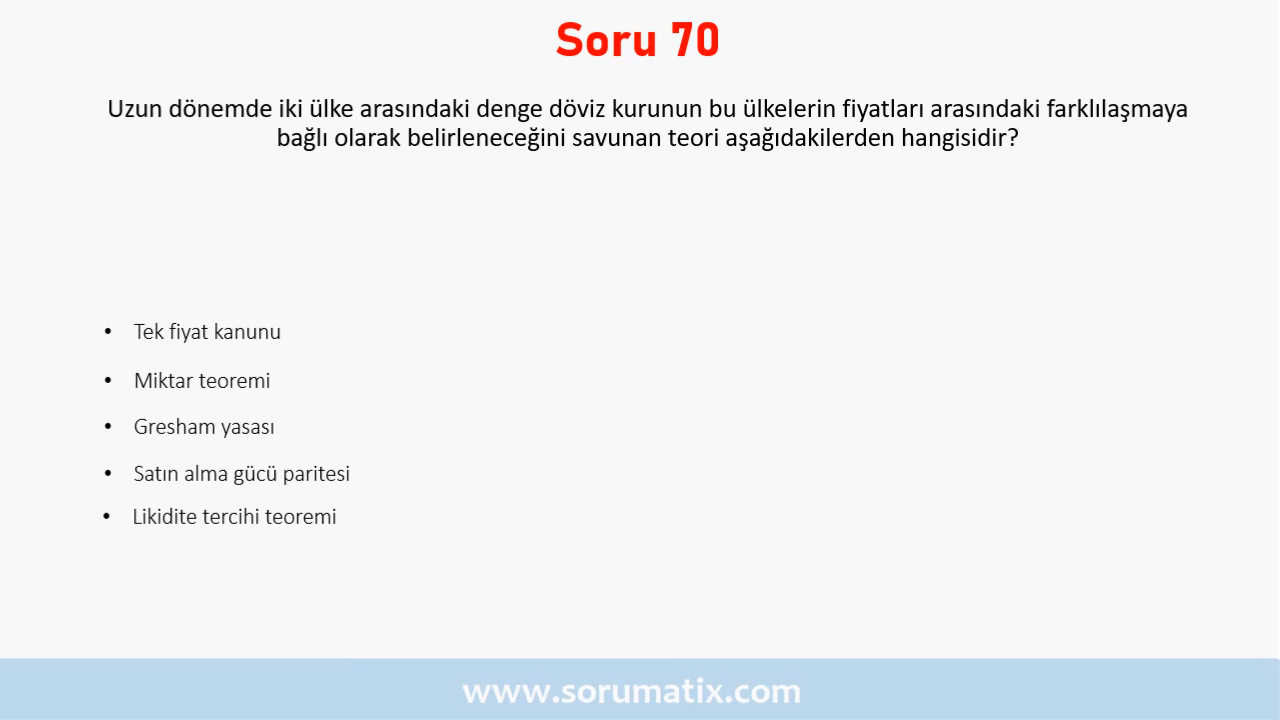 Soru 70
Uzun dönemde iki ülke arasındaki denge döviz kurunun bu ülkelerin fiyatları arasındaki farklılaşmaya
bağlı olarak belirleneceğini savunan teori aşağıdakilerden hangisidir?
• Tek fiyat kanunu
• Miktar teoremi
• Gresham yasası
• Satın alma gücü paritesi
• Likidite tercihi teoremi
www.sorumatix.com